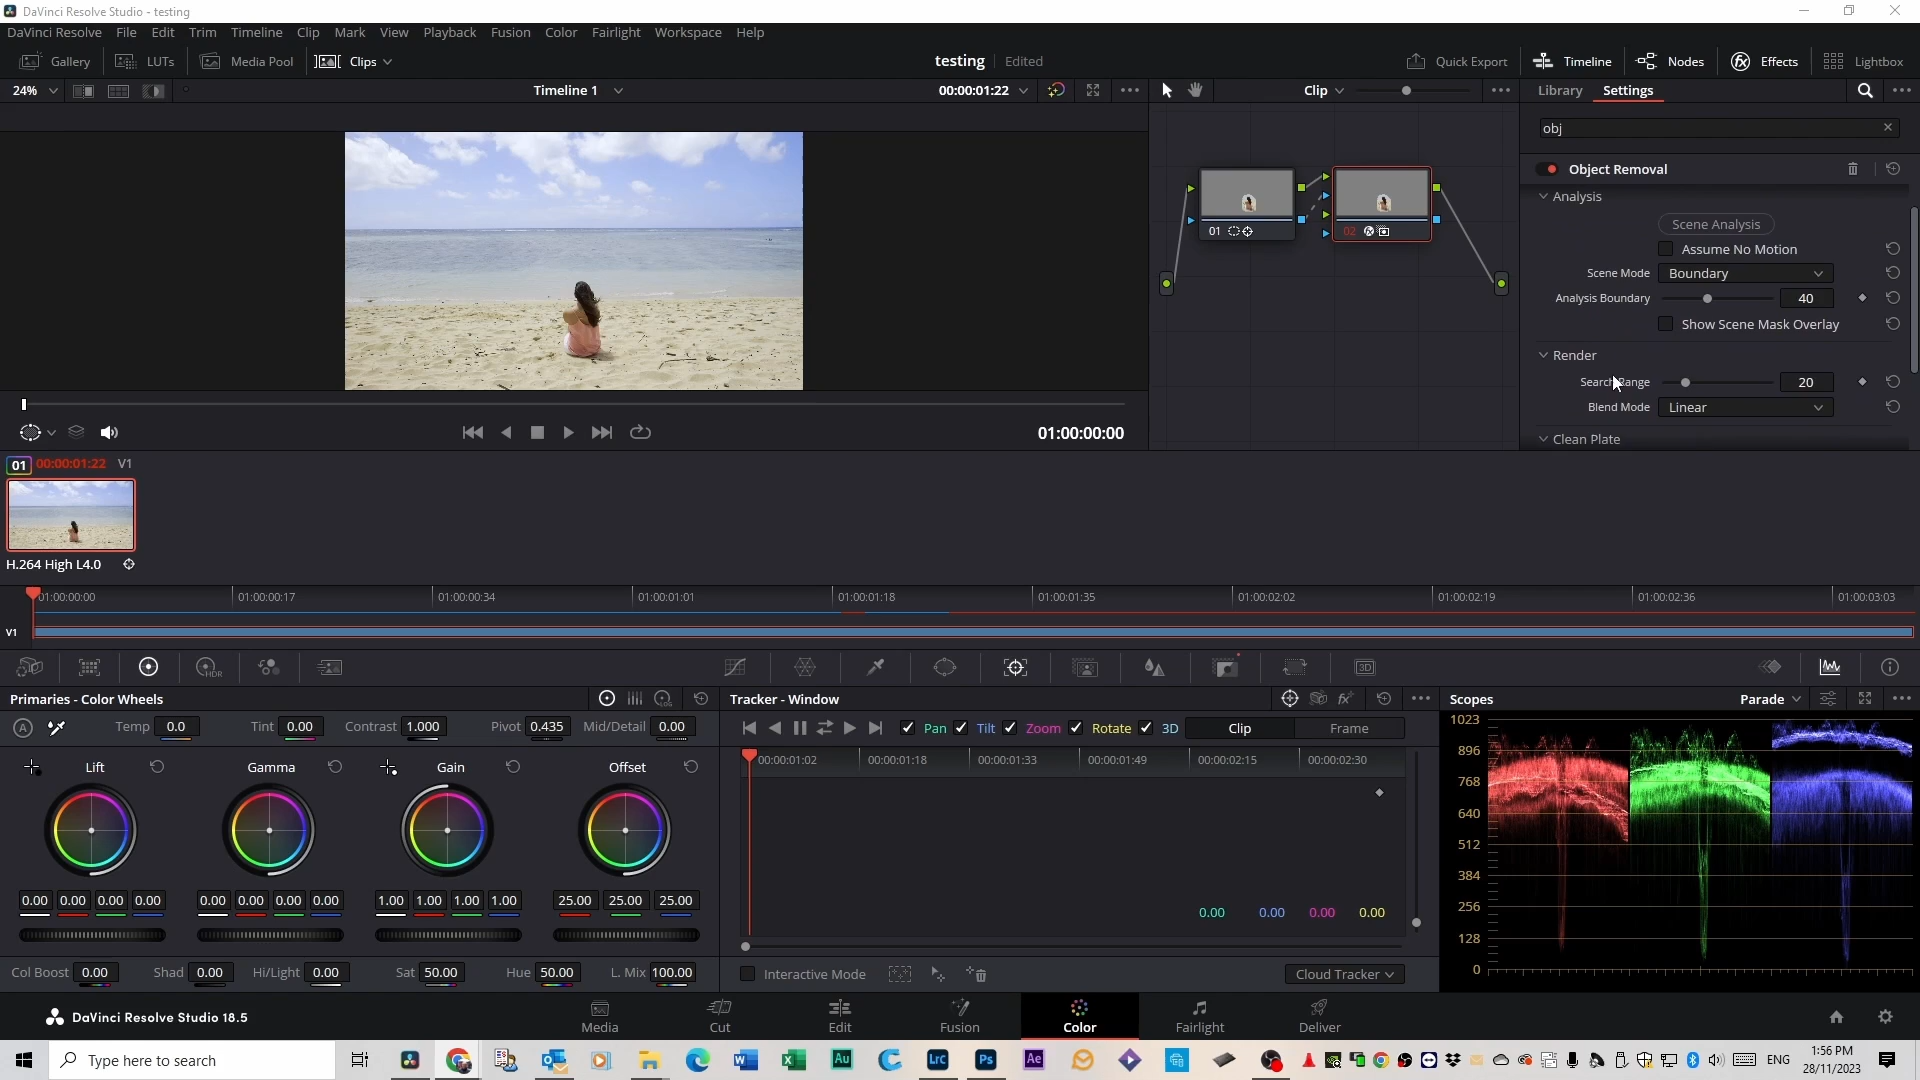 DaVinci Resolve Studio - testing
DaVinci Resolve File Edit Trim Timeline Clip Mark View Playback Fusion Color Fairlight Workspace Help
Gallery LUTs Media Pool Clips testing Edited Quick Export Timeline Nodes Effects Lightbox
24% Timeline 1 00:00:01:22 Clip Library Settings
obj
Object Removal
Analysis
Scene Analysis
Assume No Motion
Scene Mode Boundary
Analysis Boundary 40
Show Scene Mask Overlay
Render
Search Range 20
Blend Mode Linear
Clean Plate
01 02
01:00:00:00
01 00:00:01:22 V1
H.264 High L4.0
01:00:00:00 01:00:00:17 01:00:00:34 01:00:01:01 01:00:01:18 01:00:01:35 01:00:02:02 01:00:02:19 01:00:02:36 01:00:03:03
V1
HDR 3D
Primaries - Color Wheels LOG
A Temp 0.0 Tint 0.00 Contrast 1.000 Pivot 0.435 Mid/Detail 0.00
Lift Gamma Gain Offset
0.00 0.00 0.00 0.00 0.00 0.00 0.00 0.00 1.00 1.00 1.00 1.00 25.00 25.00 25.00
Col Boost 0.00 Shad 0.00 Hi/Light 0.00 Sat 50.00 Hue 50.00 L. Mix 100.00
Tracker - Window
Pan Tilt Zoom Rotate 3D Clip Frame
00:00:01:02 00:00:01:18 00:00:01:33 00:00:01:49 00:00:02:15 00:00:02:30
0.00 0.00 0.00 0.00
Interactive Mode Cloud Tracker
Scopes Parade
1023
896
768
640
512
384
256
128
0
DaVinci Resolve Studio 18.5 Media Cut Edit Fusion Color Fairlight Deliver
Type here to search Au Lrc Ps Ae ENG 1:56 PM
28/11/2023